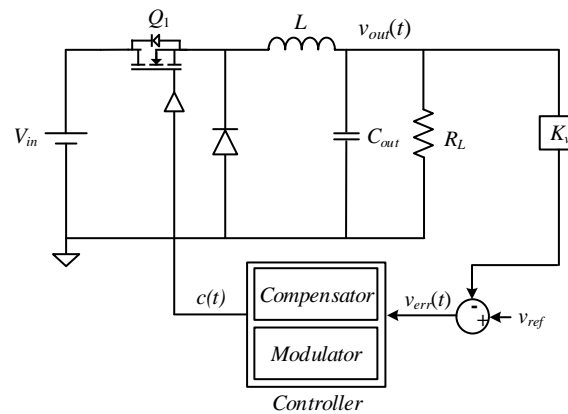 Q1
L
vout(t)
Vin
Cout
RL
Kv
c(t)
Compensator
Modulator
Controller
verr(t)
-
+
vref